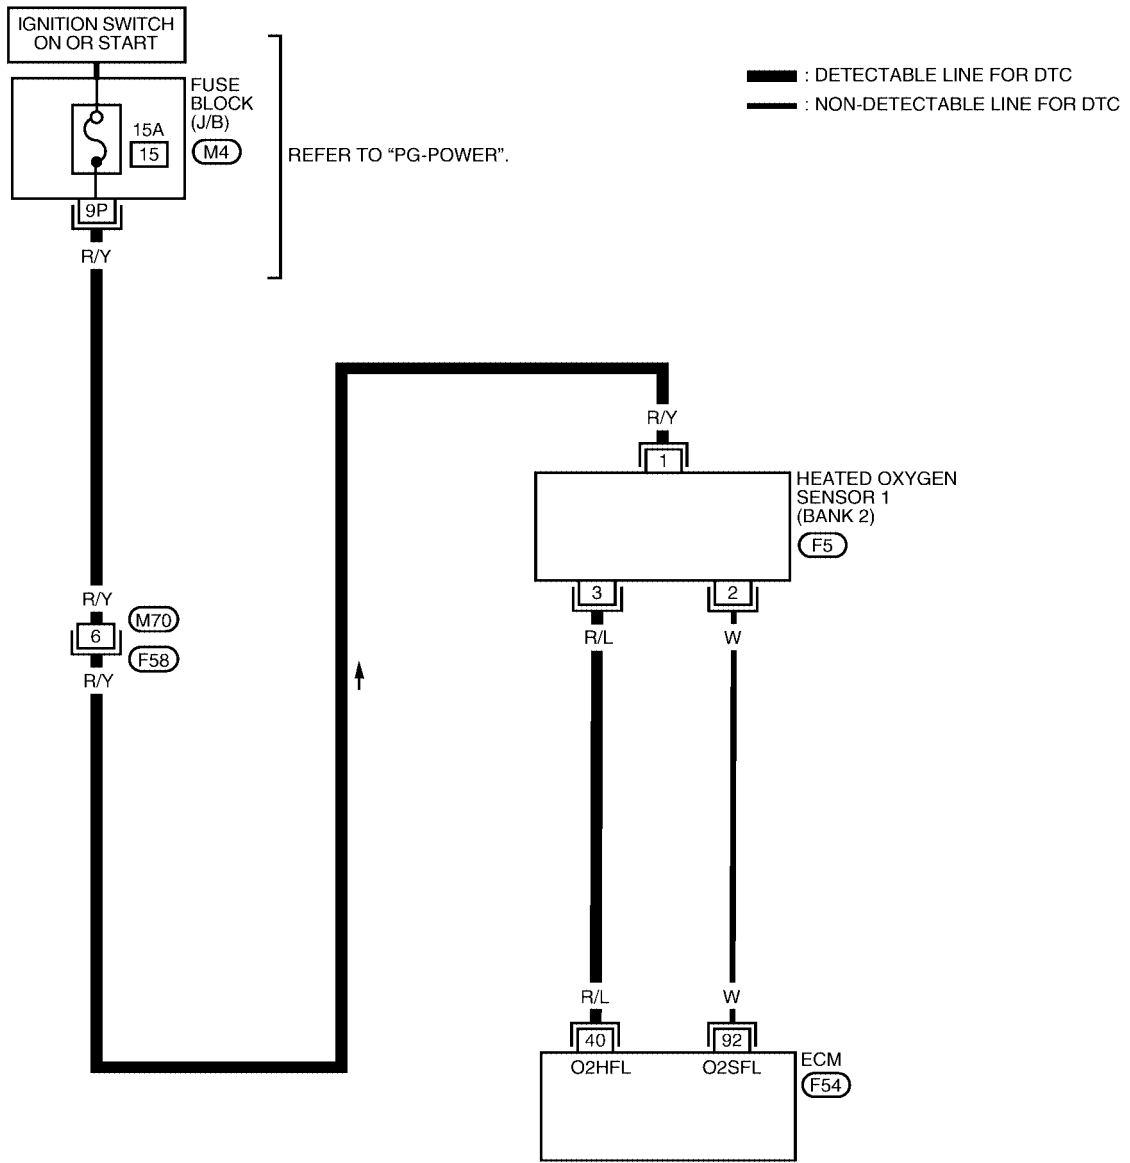 IGNITION SWITCH
ON OR START
FUSE
BLOCK
(J/B)
15A
15
M4
9P
R/Y
REFER TO “PG-POWER”.
: DETECTABLE LINE FOR DTC
: NON-DETECTABLE LINE FOR DTC
R/Y
1
HEATED OXYGEN
SENSOR 1
(BANK 2)
F5
3
2
R/L
W
R/Y
M70
6
F58
R/Y
R/L
W
40
92
O2HFL
O2SFL
ECM
F54